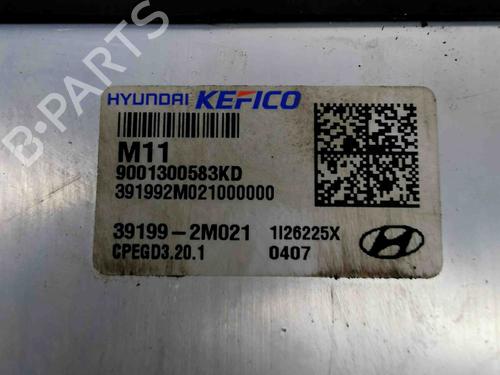 HYUNDAI KEFICO
M11
9001300583KD
391992M021000000
39199-2M021 1I26225X
CPEGD3.20.1 0407
B-PARTS